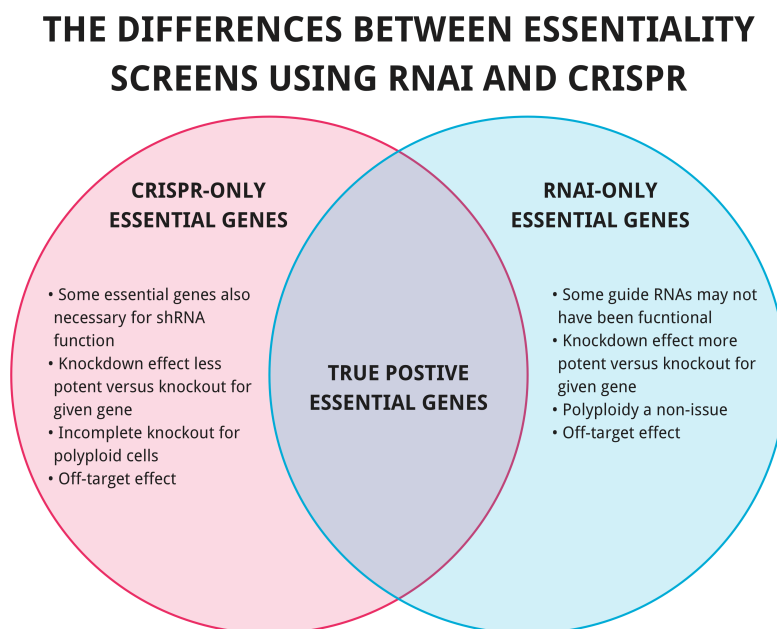 THE DIFFERENCES BETWEEN ESSENTIALITY
SCREENS USING RNAI AND CRISPR
CRISPR-ONLY
ESSENTIAL GENES
• Some essential genes also
necessary for shRNA
function
• Knockdown effect less
potent versus knockout for
given gene
• Incomplete knockout for
polyploid cells
• Off-target effect
TRUE POSTIVE
ESSENTIAL GENES
RNAI-ONLY
ESSENTIAL GENES
• Some guide RNAs may not
have been fucntional
• Knockdown effect more
potent versus knockout for
given gene
• Polyploidy a non-issue
• Off-target effect